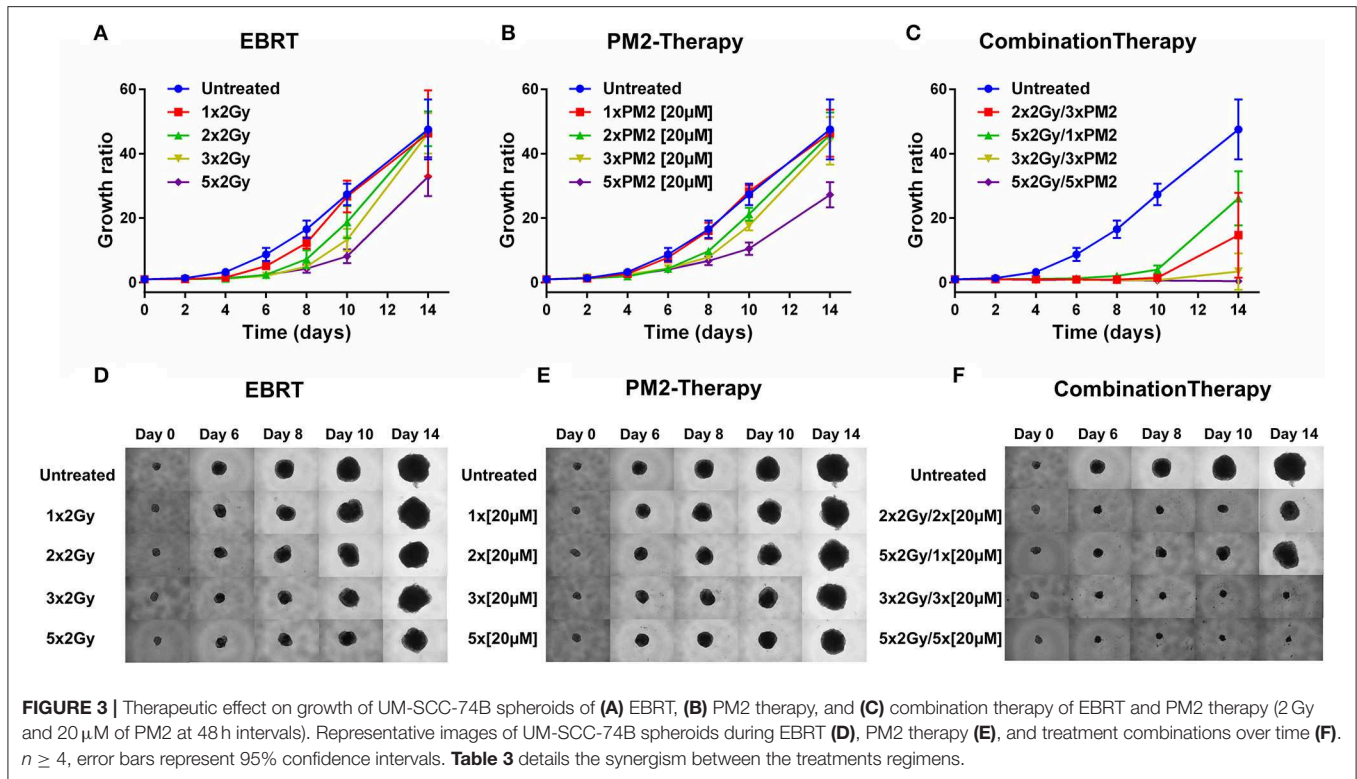 A
EBRT
Untreated
1x2Gy
2x2Gy
3x2Gy
5x2Gy
Growth ratio
60
40
20
0
0 2 4 6 8 10 12 14
Time (days)
B
PM2-Therapy
Untreated
1xPM2 [20µM]
2xPM2 [20µM]
3xPM2 [20µM]
5xPM2 [20µM]
Growth ratio
60
40
20
0
0 2 4 6 8 10 12 14
Time (days)
C
CombinationTherapy
Untreated
2x2Gy/3xPM2
5x2Gy/1xPM2
3x2Gy/3xPM2
5x2Gy/5xPM2
Growth ratio
60
40
20
0
0 2 4 6 8 10 12 14
Time (days)
D
EBRT
Day 0 Day 6 Day 8 Day 10 Day 14
Untreated
1x2Gy
2x2Gy
3x2Gy
5x2Gy
E
PM2-Therapy
Day 0 Day 6 Day 8 Day 10 Day 14
Untreated
1x[20µM]
2x[20µM]
3x[20µM]
5x[20µM]
F
CombinationTherapy
Day 0 Day 6 Day 8 Day 10 Day 14
Untreated
2x2Gy/2x[20µM]
5x2Gy/1x[20µM]
3x2Gy/3x[20µM]
5x2Gy/5x[20µM]
FIGURE 3 | Therapeutic effect on growth of UM-SCC-74B spheroids of (A) EBRT, (B) PM2 therapy, and (C) combination therapy of EBRT and PM2 therapy (2 Gy
and 20 µM of PM2 at 48 h intervals). Representative images of UM-SCC-74B spheroids during EBRT (D), PM2 therapy (E), and treatment combinations over time (F).
n ≥ 4, error bars represent 95% confidence intervals. Table 3 details the synergism between the treatments regimens.